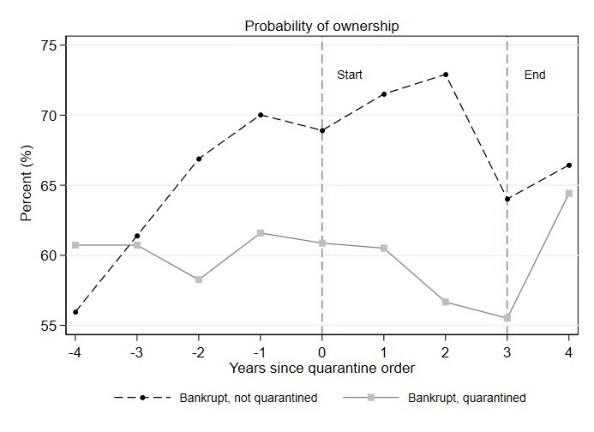 Probability of ownership
75
70
65
60
55
Percent (%)
Start
End
-4 -3 -2 -1 0 1 2 3 4
Years since quarantine order
Bankrupt, not quarantined Bankrupt, quarantined